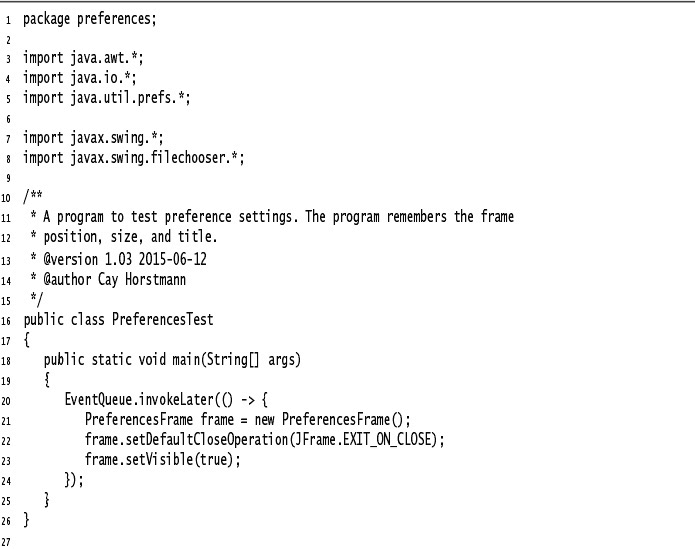 1 package preferences;
2
3 import java.awt.*;
4 import java.io.*;
5 import java.util.prefs.*;
6
7 import javax.swing.*;
8 import javax.swing.filechooser.*;
9
10 /**
11  * A program to test preference settings. The program remembers the frame
12  * position, size, and title.
13  * @version 1.03 2015-06-12
14  * @author Cay Horstmann
15  */
16 public class PreferencesTest
17 {
18    public static void main(String[] args)
19    {
20       EventQueue.invokeLater(() -> {
21          PreferencesFrame frame = new PreferencesFrame();
22          frame.setDefaultCloseOperation(JFrame.EXIT_ON_CLOSE);
23          frame.setVisible(true);
24       });
25    }
26 }
27